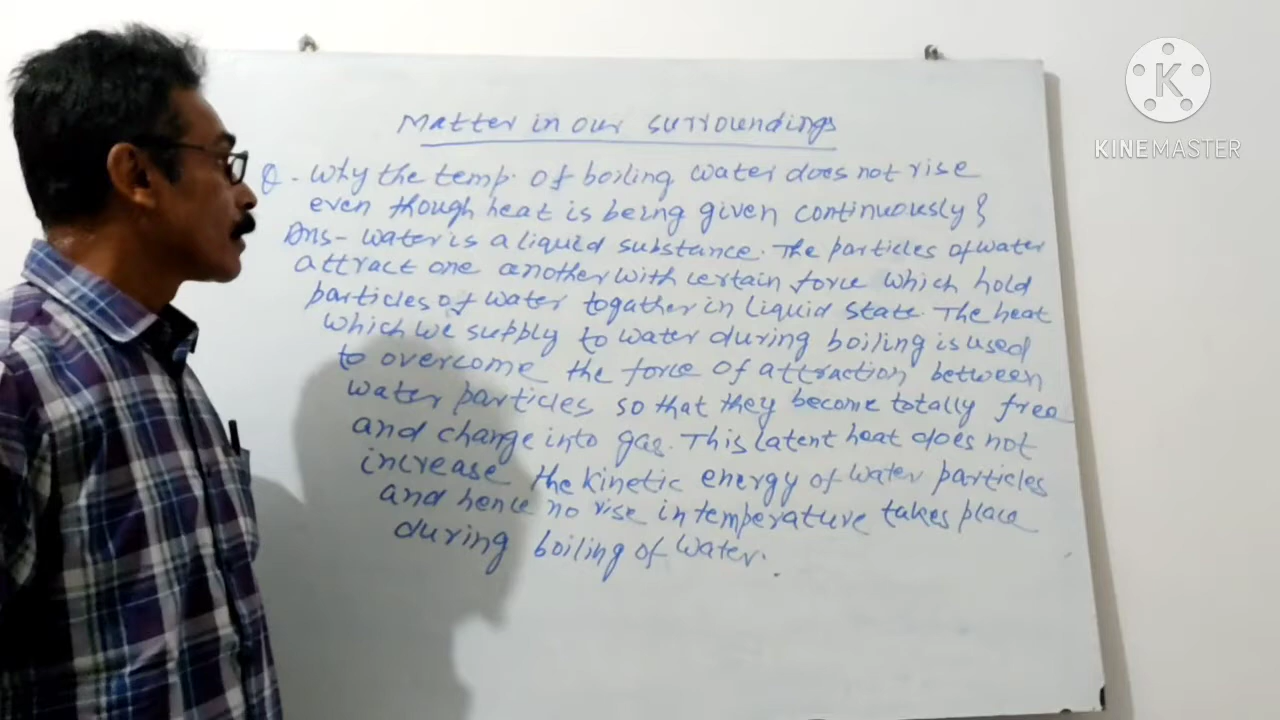 Matter in our surroundings
Q - Why the temp. of boiling water does not rise
even though heat is being given continuously?
Ans - Water is a liquid substance. The particles of water
attract one another with certain force which hold
particles of water togather in liquid state. The heat
which we supply to water during boiling is used
to overcome the force of attraction between
water particles so that they become totally free
and change into gas. This latent heat does not
increase the kinetic energy of water particles
and hence no rise in temperature takes place
during boiling of water.
K
KINEMASTER